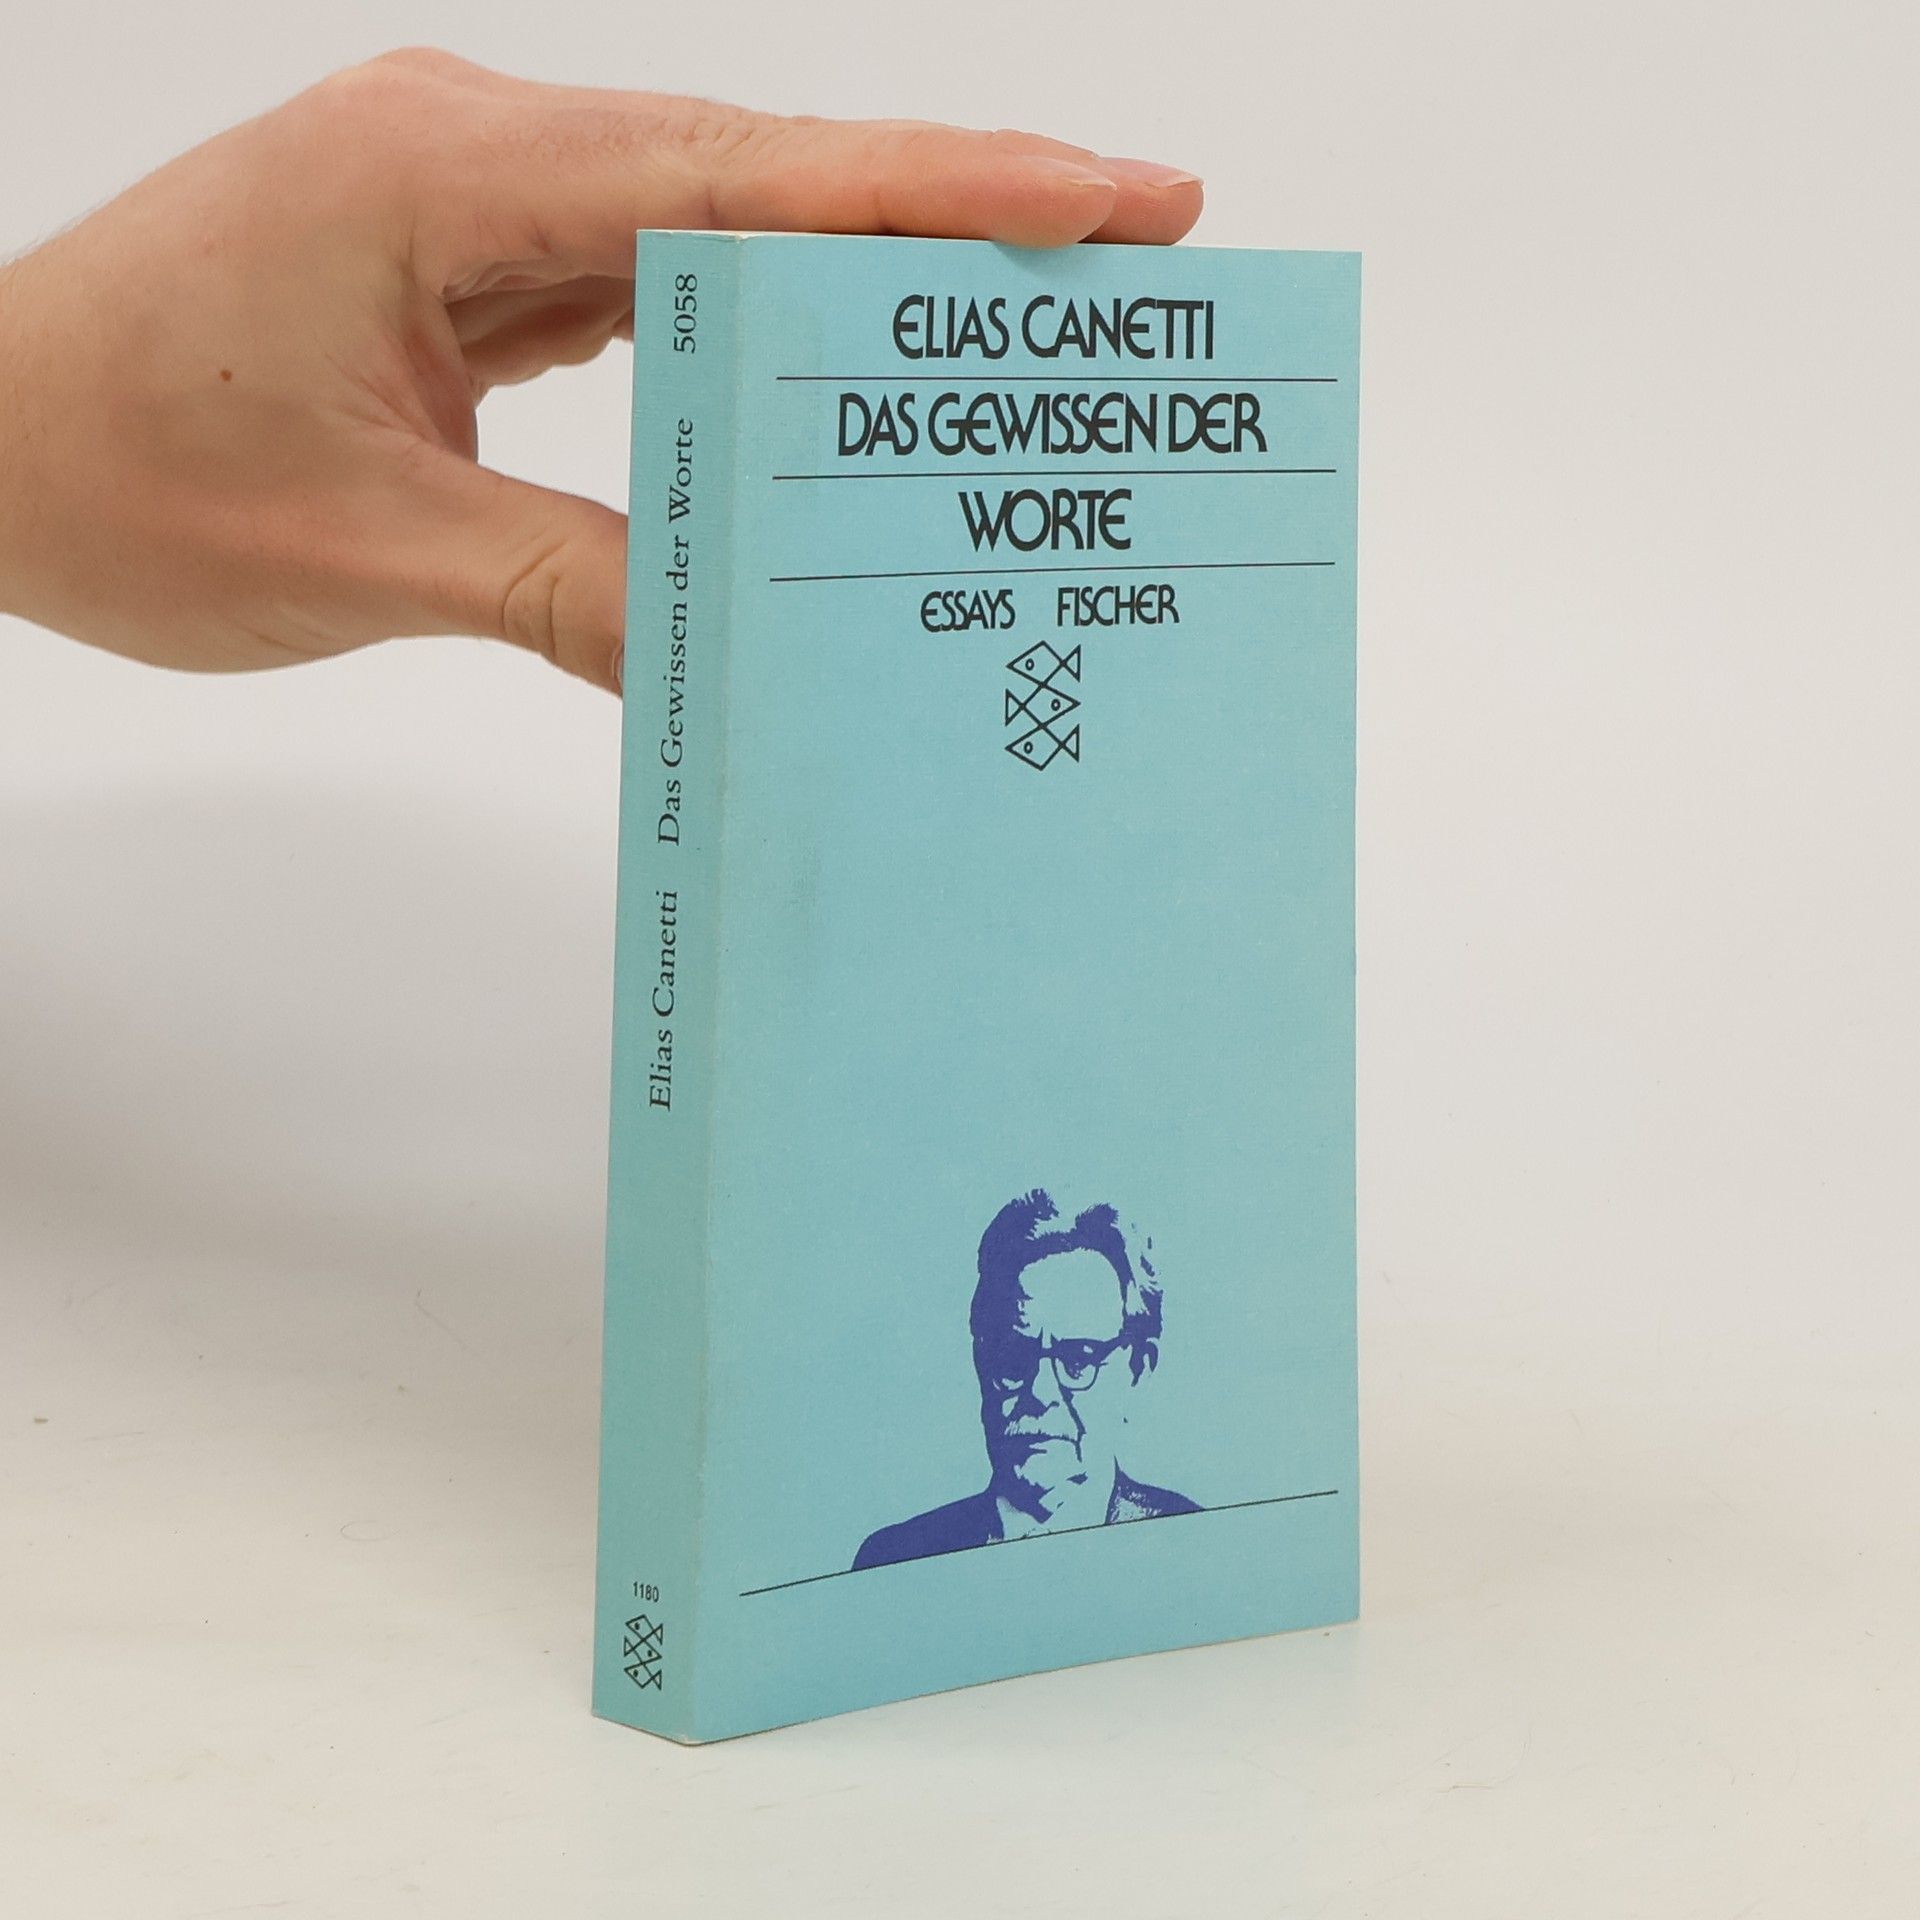 ELIAS CANETTI
DAS GEWISSEN DER
WORTE
ESSAYS FISCHER
Elias Canetti Das Gewissen der Worte 5058
1180